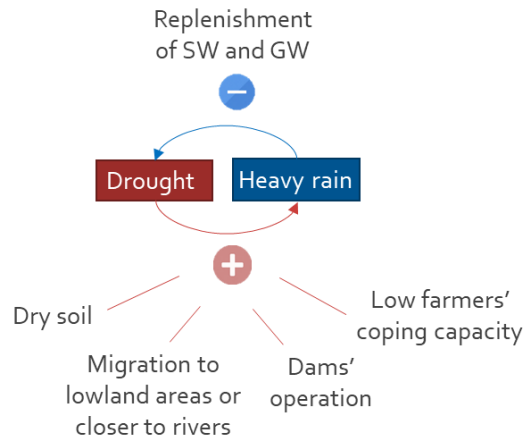 Replenishment
of SW and GW
−
Drought
Heavy rain
+
Dry soil
Migration to
lowland areas or
closer to rivers
Dams’
operation
Low farmers’
coping capacity